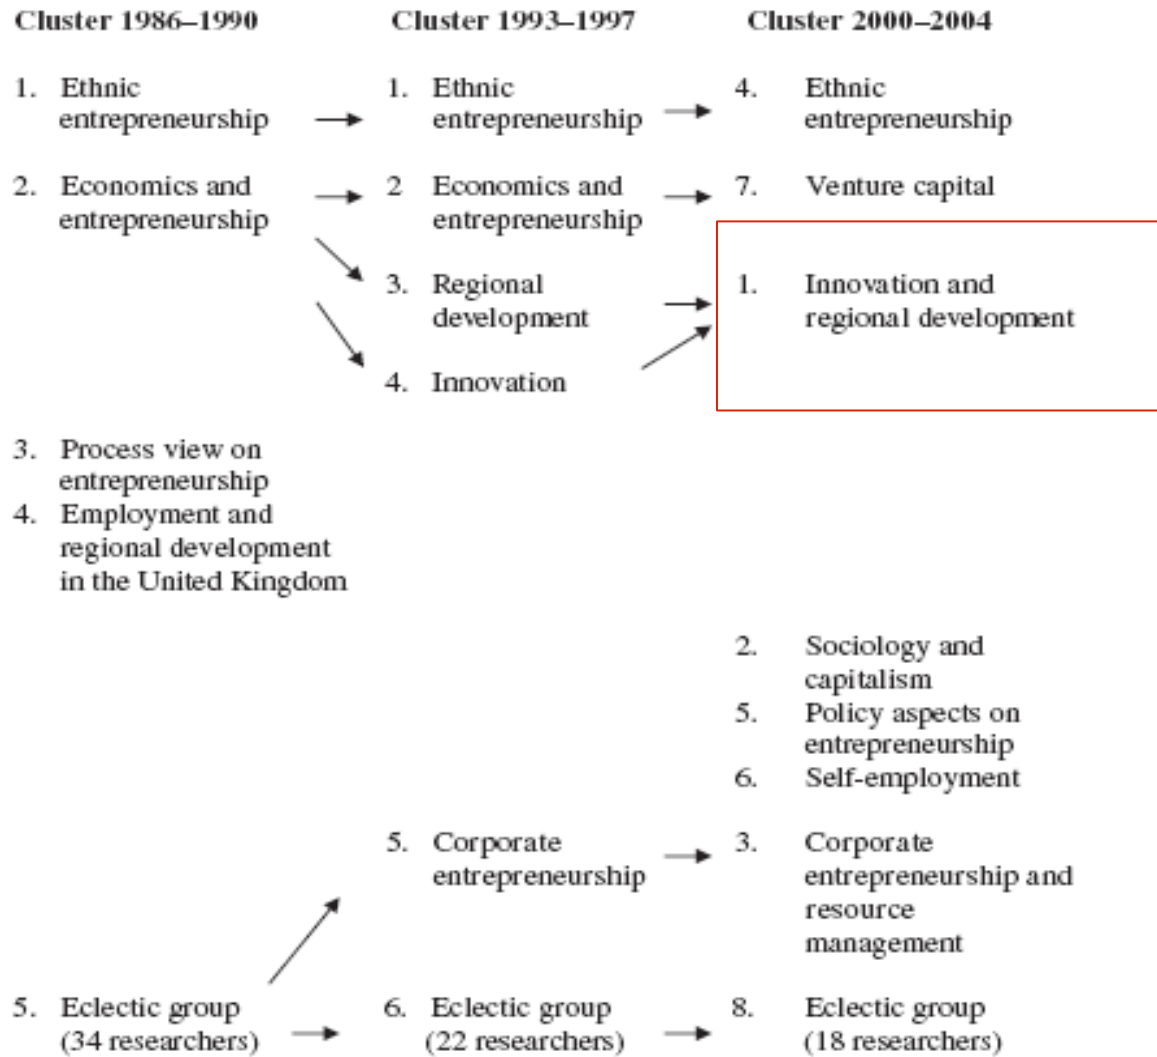 Cluster 1986–1990 Cluster 1993–1997 Cluster 2000–2004
1. Ethnic
entrepreneurship
1. Ethnic
entrepreneurship
4. Ethnic
entrepreneurship
2. Economics and
entrepreneurship
2 Economics and
entrepreneurship
7. Venture capital
3. Regional
development
1. Innovation and
regional development
4. Innovation
3. Process view on
entrepreneurship
4. Employment and
regional development
in the United Kingdom
2. Sociology and
capitalism
5. Policy aspects on
entrepreneurship
6. Self-employment
5. Corporate
entrepreneurship
3. Corporate
entrepreneurship and
resource
management
5. Eclectic group
(34 researchers)
6. Eclectic group
(22 researchers)
8. Eclectic group
(18 researchers)